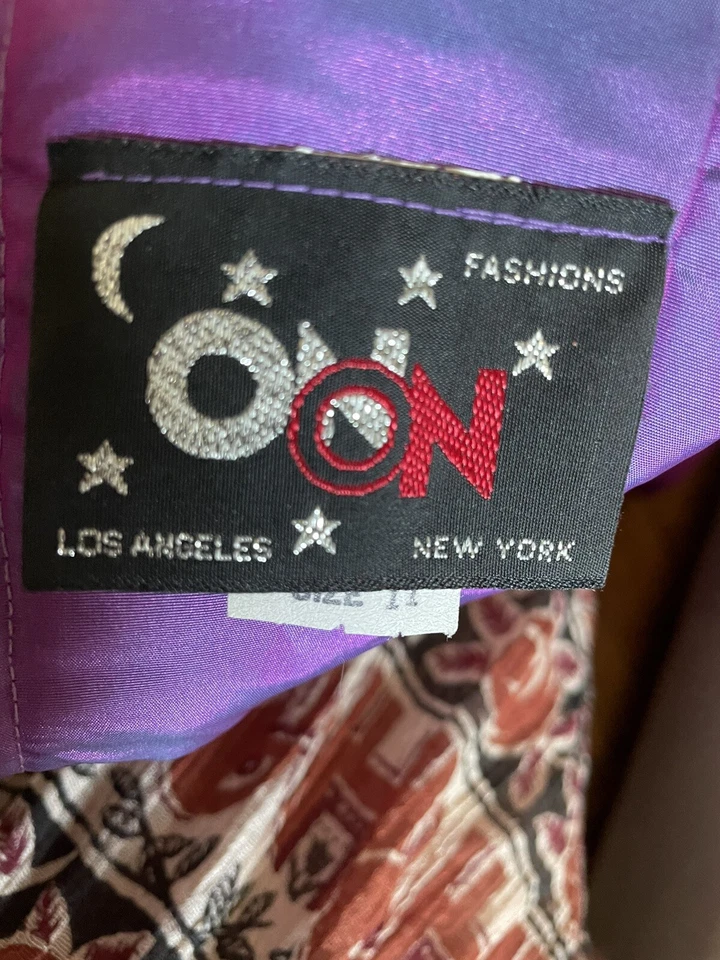 FASHIONS
ON
ON
LOS ANGELES NEW YORK
SIZE 11